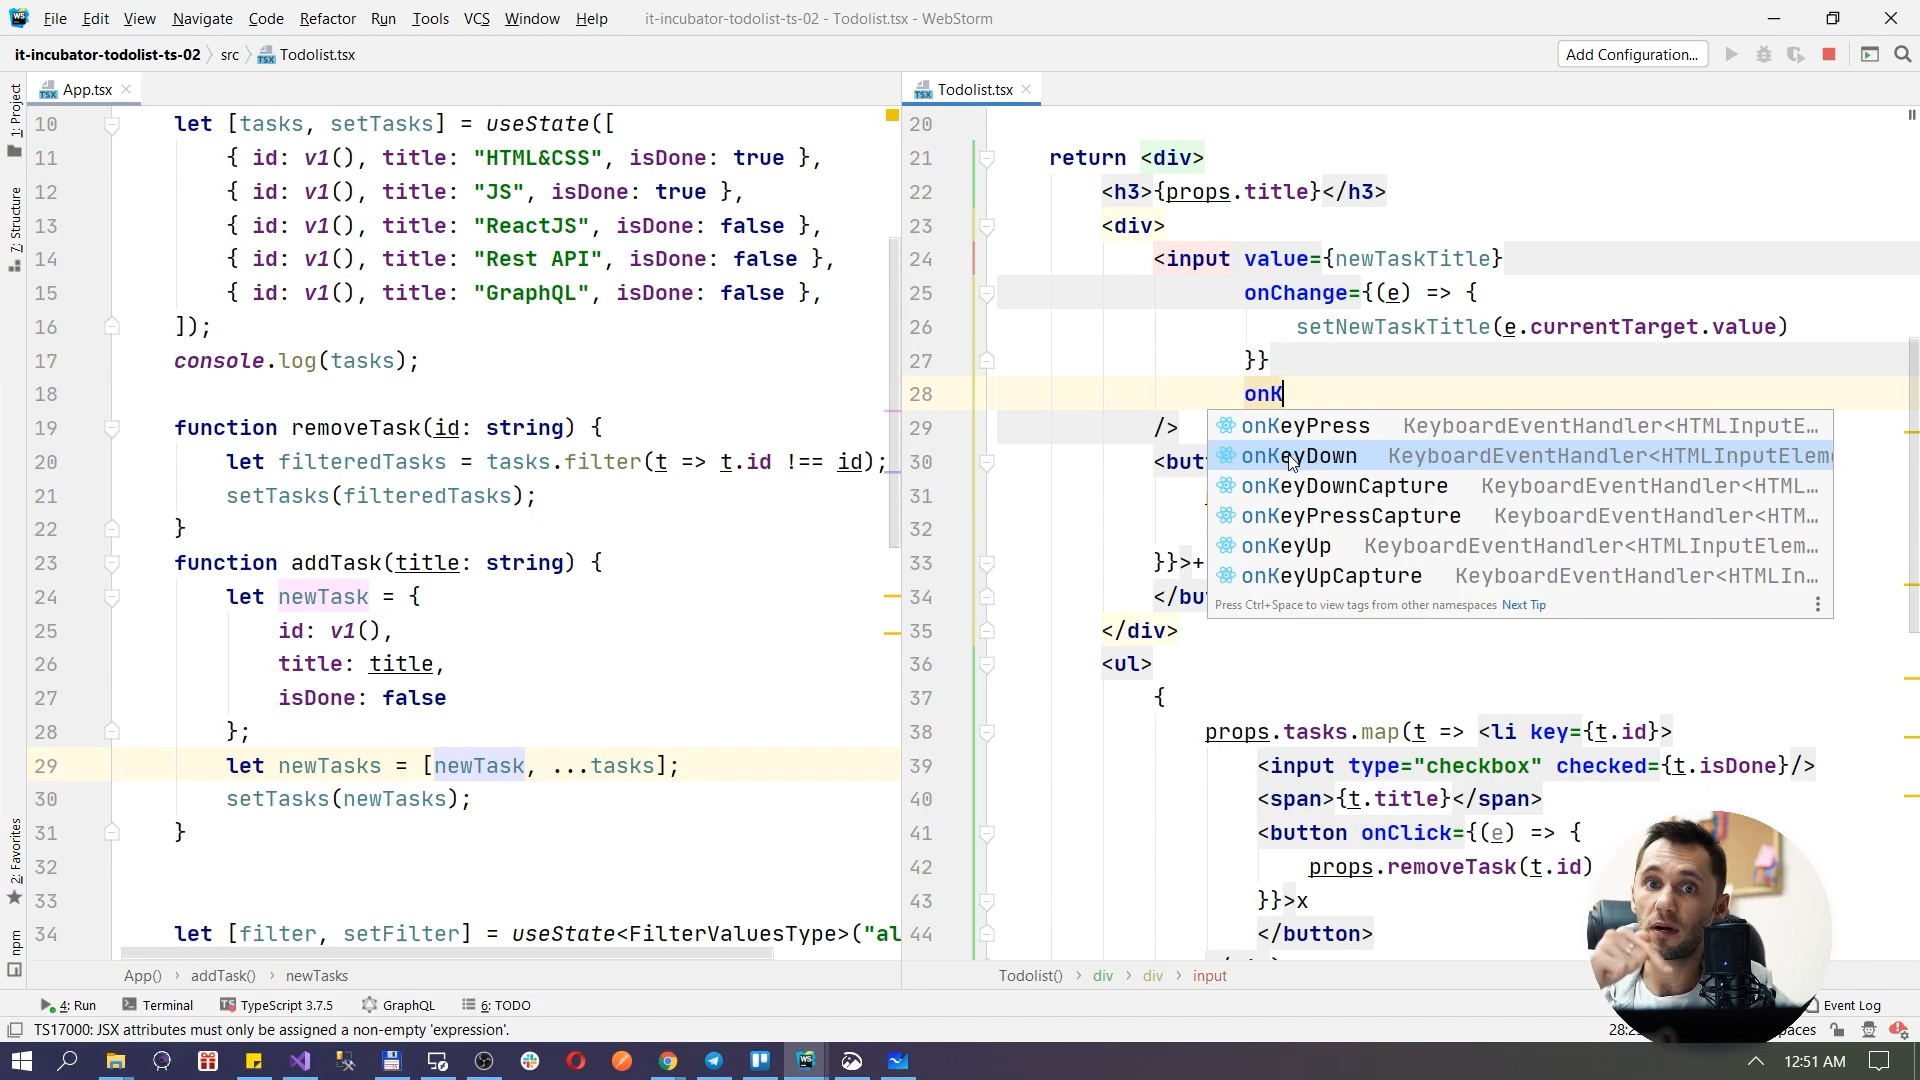 File Edit View Navigate Code Refactor Run Tools VCS Window Help it-incubator-todolist-ts-02 - Todolist.tsx - WebStorm
it-incubator-todolist-ts-02 src Todolist.tsx Add Configuration...
1: Project
7: Structure
2: Favorites
npm
App.tsx
10 let [tasks, setTasks] = useState([
11 { id: v1(), title: "HTML&CSS", isDone: true },
12 { id: v1(), title: "JS", isDone: true },
13 { id: v1(), title: "ReactJS", isDone: false },
14 { id: v1(), title: "Rest API", isDone: false },
15 { id: v1(), title: "GraphQL", isDone: false },
16 ]);
17 console.log(tasks);
18
19 function removeTask(id: string) {
20 let filteredTasks = tasks.filter(t => t.id !== id);
21 setTasks(filteredTasks);
22 }
23 function addTask(title: string) {
24 let newTask = {
25 id: v1(),
26 title: title,
27 isDone: false
28 };
29 let newTasks = [newTask, ...tasks];
30 setTasks(newTasks);
31 }
32
33
34 let [filter, setFilter] = useState<FilterValuesType>("al
App() › addTask() › newTasks
Todolist.tsx
20
21 return <div>
22 <h3>{props.title}</h3>
23 <div>
24 <input value={newTaskTitle}
25 onChange={(e) => {
26 setNewTaskTitle(e.currentTarget.value)
27 }}
28 onK
29 />
30 <but
31
32
33 }}>+
34 </bu
35 </div>
36 <ul>
37 {
38 props.tasks.map(t => <li key={t.id}>
39 <input type="checkbox" checked={t.isDone}/>
40 <span>{t.title}</span>
41 <button onClick={(e) => {
42 props.removeTask(t.id)
43 }}>x
44 </button>
onKeyPress KeyboardEventHandler<HTMLInputE…
onKeyDown KeyboardEventHandler<HTMLInputEleme
onKeyDownCapture KeyboardEventHandler<HTML…
onKeyPressCapture KeyboardEventHandler<HTM…
onKeyUp KeyboardEventHandler<HTMLInputElem…
onKeyUpCapture KeyboardEventHandler<HTMLIn…
Press Ctrl+Space to view tags from other namespaces Next Tip
Todolist() › div › div › input
4: Run Terminal TypeScript 3.7.5 GraphQL 6: TODO Event Log
TS17000: JSX attributes must only be assigned a non-empty 'expression'.
12:51 AM